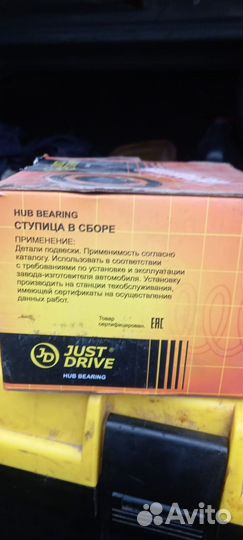 HUB BEARING
СТУПИЦА В СБОРЕ
ПРИМЕНЕНИЕ:
Детали подвески. Применимость согласно
каталогу. Использовать в соответствии
с требованиями по установке и эксплуатации
завода-изготовителя автомобиля. Установку
производить на станции техобслуживания,
имеющей сертификаты на осуществление
данных работ.
Товар
сертифицирован.
EAC
JD JUST
DRIVE
HUB BEARING
Avito